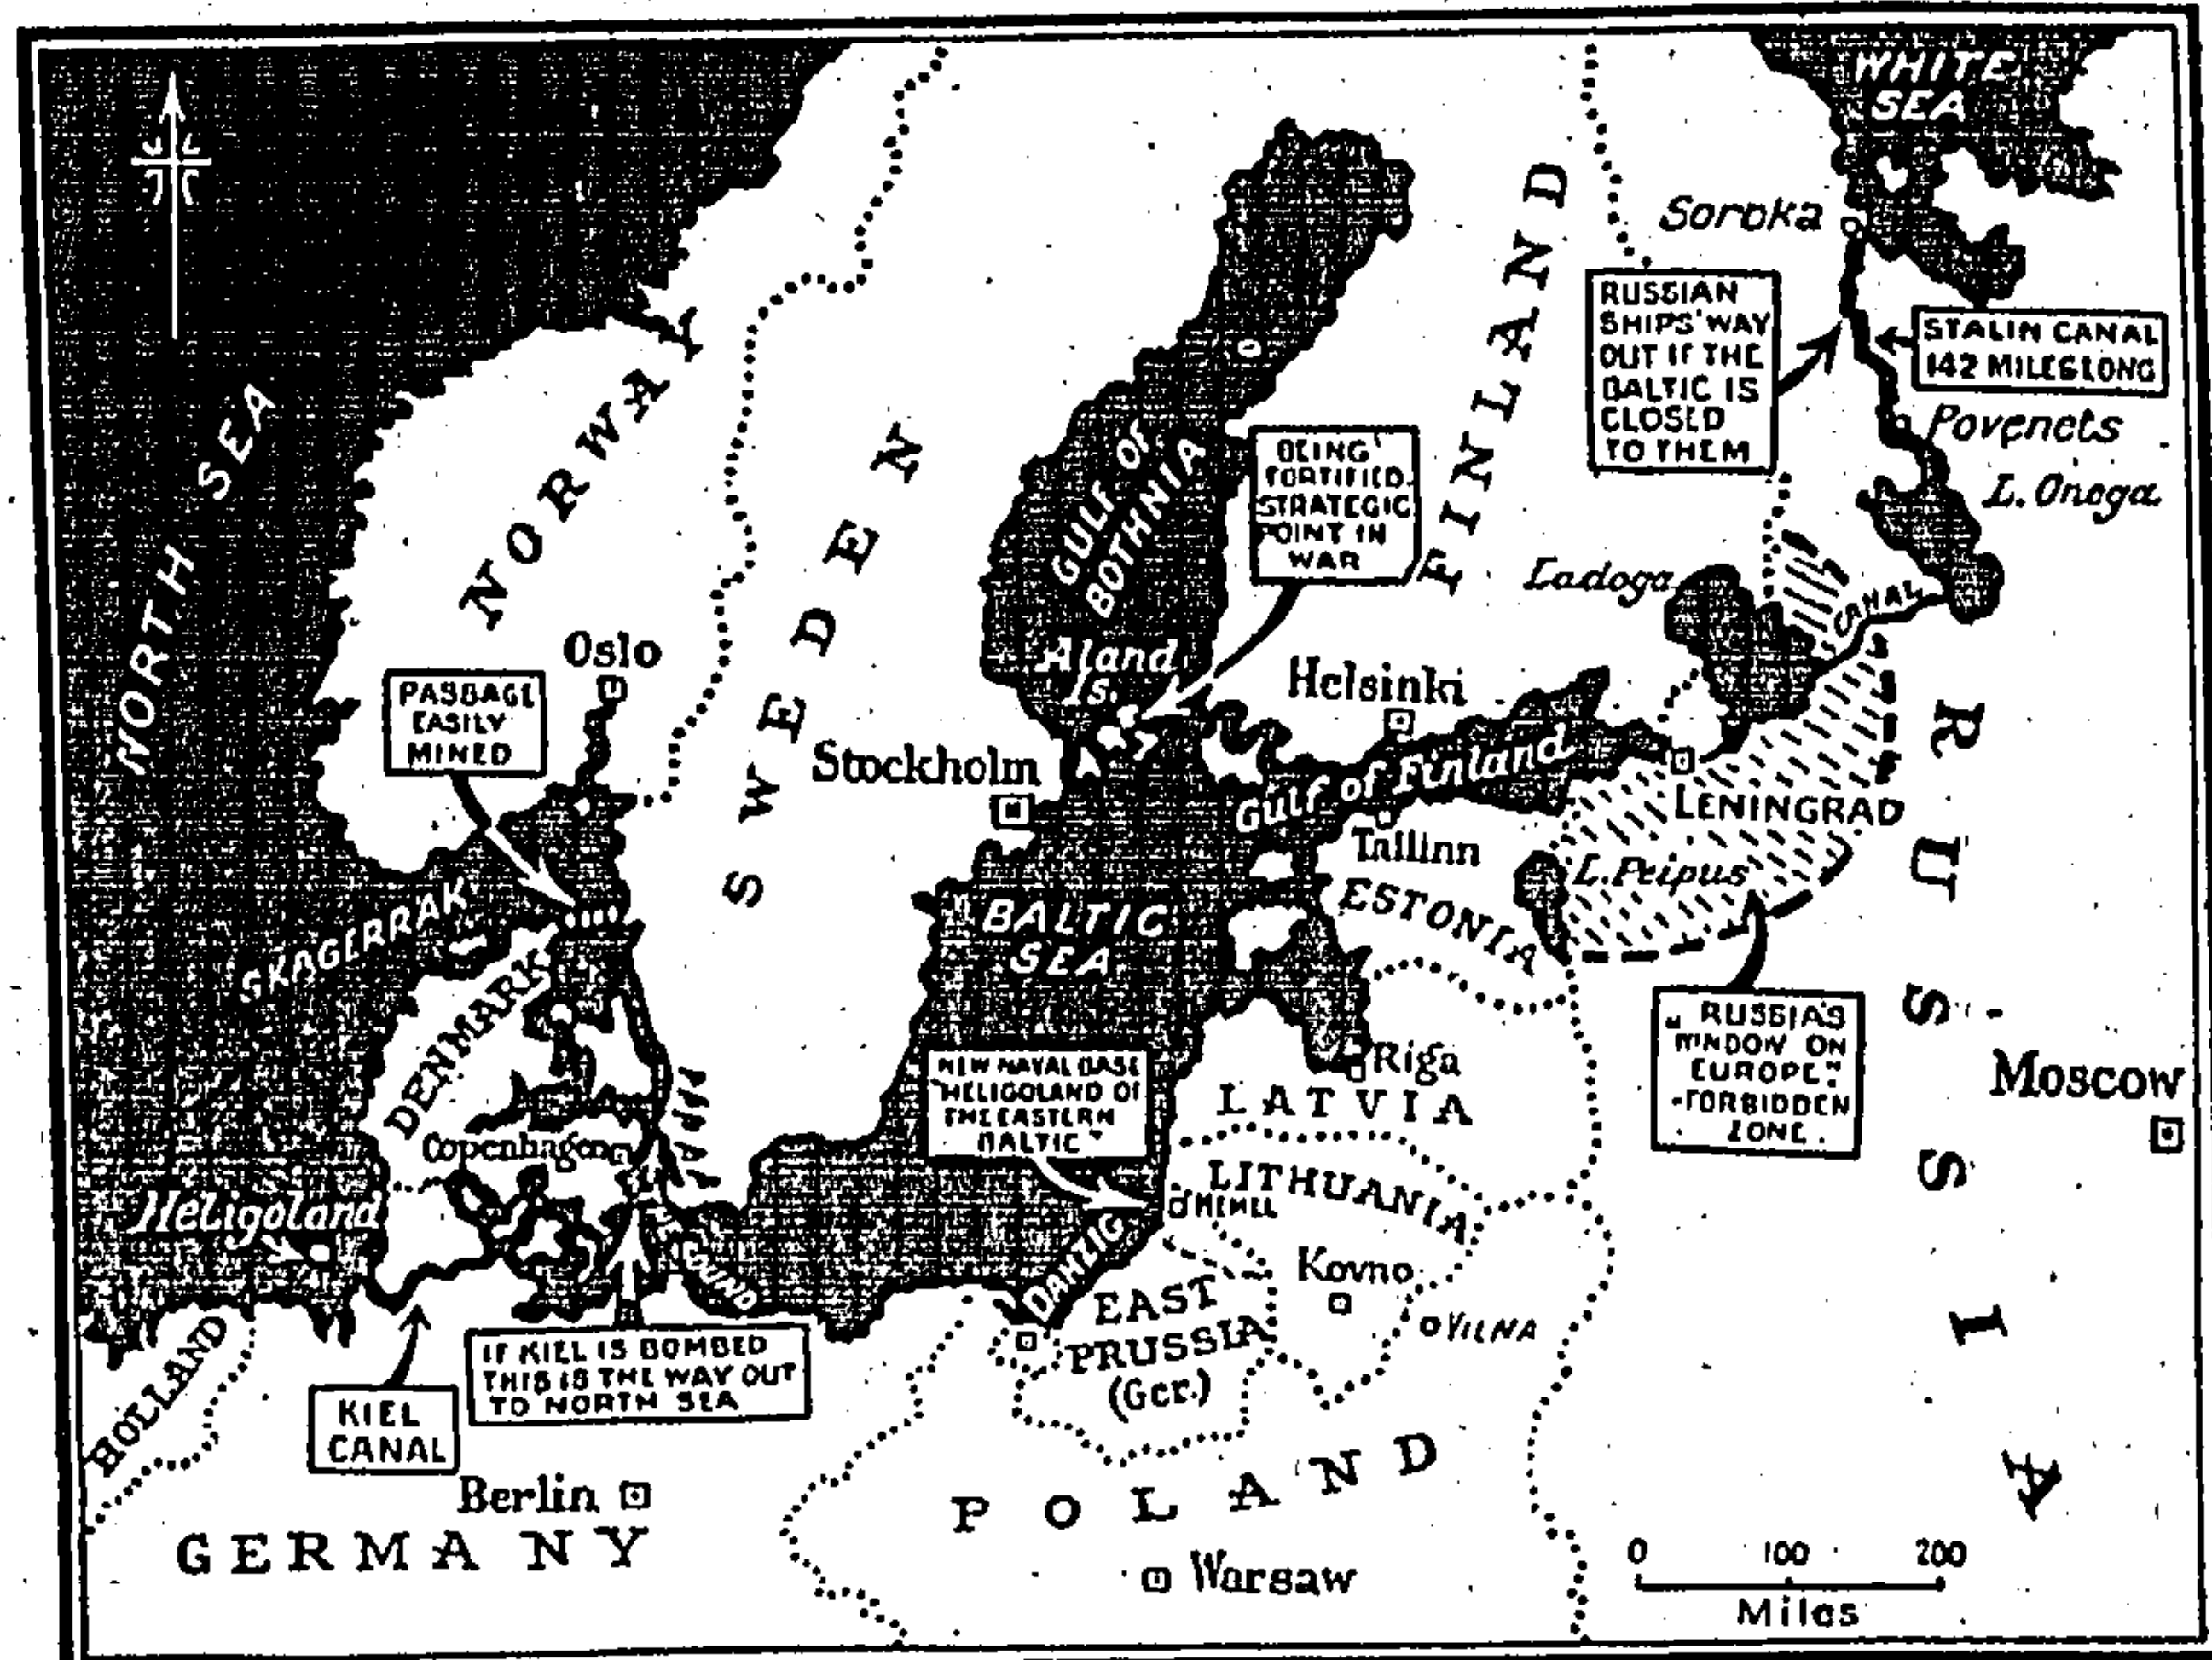 WHITE
SEA
Soroka
RUSSIAN
SHIPS' WAY
OUT IF THE
BALTIC IS
CLOSED
TO THEM
STALIN CANAL
142 MILES LONG
Povenets
L. Onega
NORWAY
SWEDEN
FINLAND
NORTH SEA
GULF OF
BOTHNIA
BEING
FORTIFIED.
STRATEGIC
POINT IN
WAR
Ladoga
CANAL
Oslo
PASSAGE
EASILY
MINED
Aland
Is.
Helsinki
Stockholm
Gulf of Finland
LENINGRAD
Tallinn
L. Peipus
ESTONIA
SKAGERRAK
BALTIC
SEA
DENMARK
RUSSIA
"RUSSIA'S
WINDOW ON
EUROPE"
-FORBIDDEN
ZONE.
Moscow
NEW NAVAL BASE
"HELIGOLAND OF
THE EASTERN
BALTIC"
Riga
LATVIA
Copenhagen
LITHUANIA
MEMEL
Heligoland
DANZIG
EAST
PRUSSIA
(Ger.)
Kovno
VILNA
HOLLAND
KIEL
CANAL
IF KIEL IS BOMBED
THIS IS THE WAY OUT
TO NORTH SEA
Berlin
GERMANY
POLAND
Warsaw
0 100 200
Miles